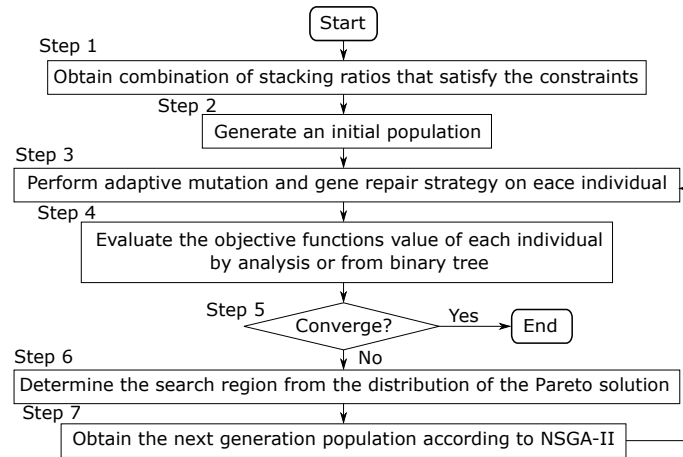 Start
Step 1
Obtain combination of stacking ratios that satisfy the constraints
Step 2
Generate an initial population
Step 3
Perform adaptive mutation and gene repair strategy on eace individual
Step 4
Evaluate the objective functions value of each individual
by analysis or from binary tree
Step 5
Converge?
Yes
End
No
Step 6
Determine the search region from the distribution of the Pareto solution
Step 7
Obtain the next generation population according to NSGA-II